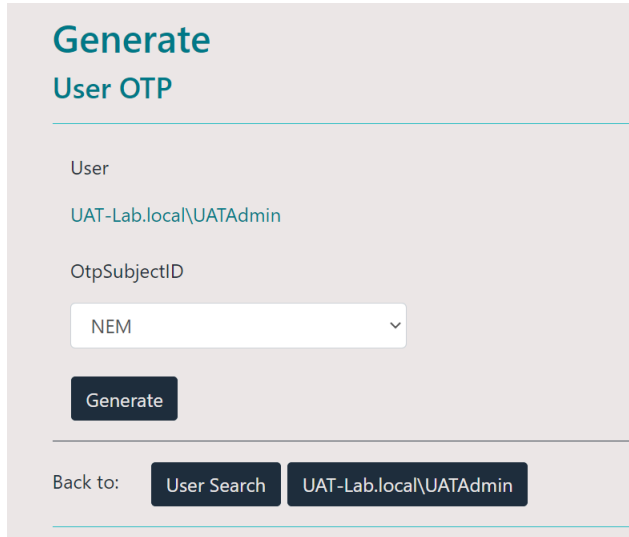 Generate
User OTP
User
UAT-Lab.local\UATAdmin
OtpSubjectID
NEM
Generate
Back to: User Search UAT-Lab.local\UATAdmin